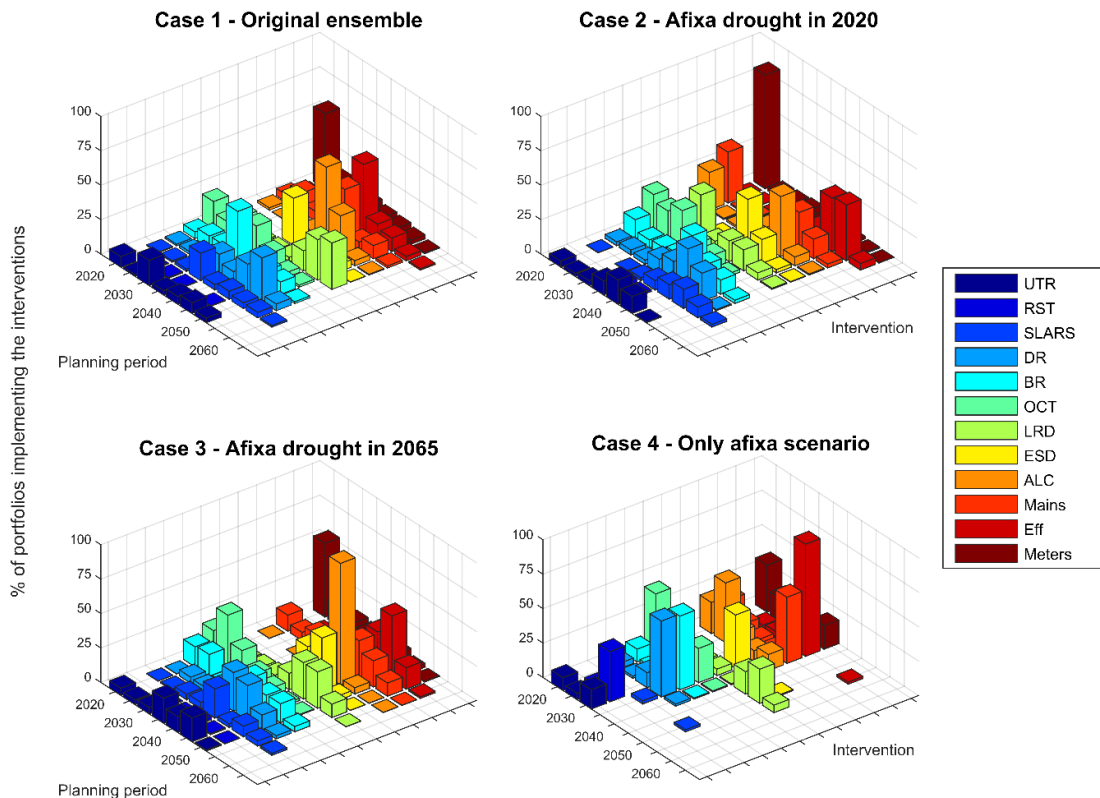 Case 1 - Original ensemble
Case 2 - Afixa drought in 2020
% of portfolios implementing the interventions
100
75
50
25
0
2020
2030
2040
2050
2060
Planning period
100
75
50
25
0
2020
2030
2040
2050
2060
Intervention
UTR
RST
SLARS
DR
BR
OCT
LRD
ESD
ALC
Mains
Eff
Meters
Case 3 - Afixa drought in 2065
Case 4 - Only afixa scenario
100
75
50
25
0
2020
2030
2040
2050
2060
Planning period
100
75
50
25
0
2020
2030
2040
2050
2060
Intervention